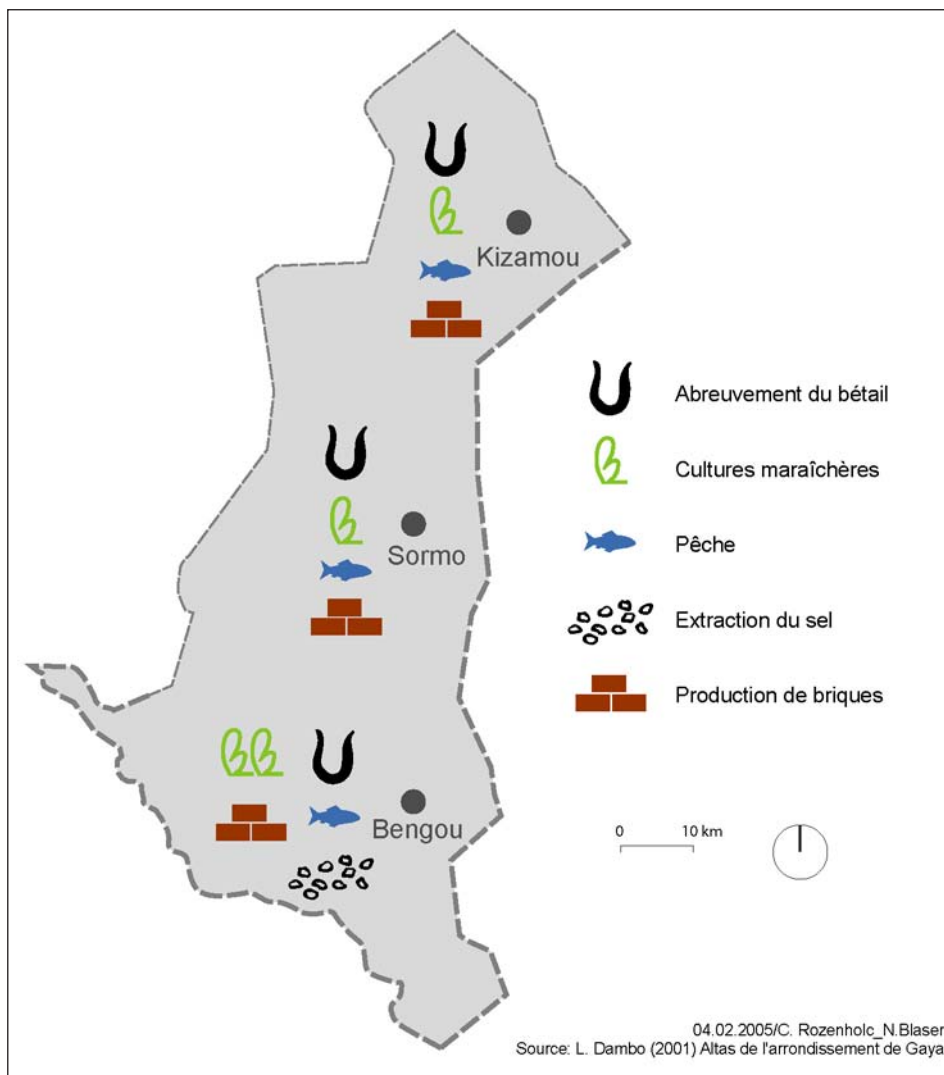 Kizamou
Abreuvement du bétail
Cultures maraîchères
Sormo
Pêche
Extraction du sel
Production de briques
Bengou
0 10 km
04.02.2005/C. Rozenholc_N.Blaser
Source: L. Dambo (2001) Altas de l'arrondissement de Gaya